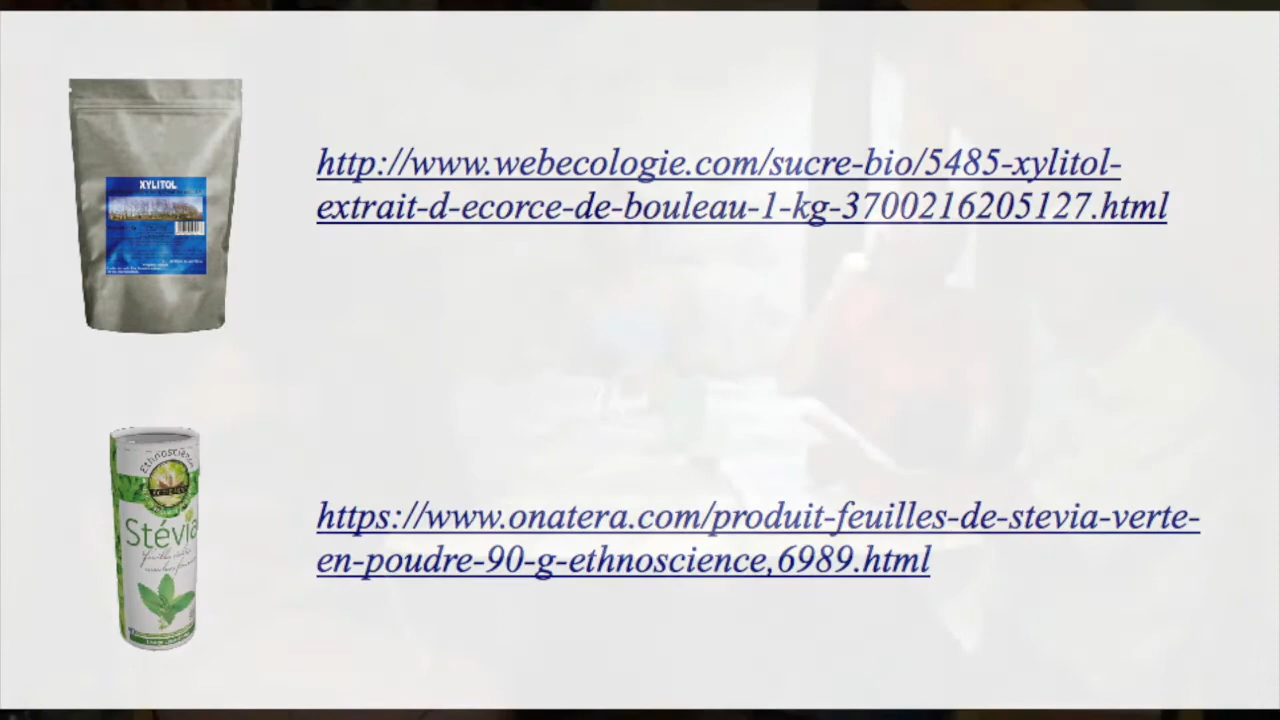 XYLITOL
http://www.webecologie.com/sucre-bio/5485-xylitol-
extrait-d-ecorce-de-bouleau-1-kg-3700216205127.html
Ethnoscience
Stévia
https://www.onatera.com/produit-feuilles-de-stevia-verte-
en-poudre-90-g-ethnoscience,6989.html